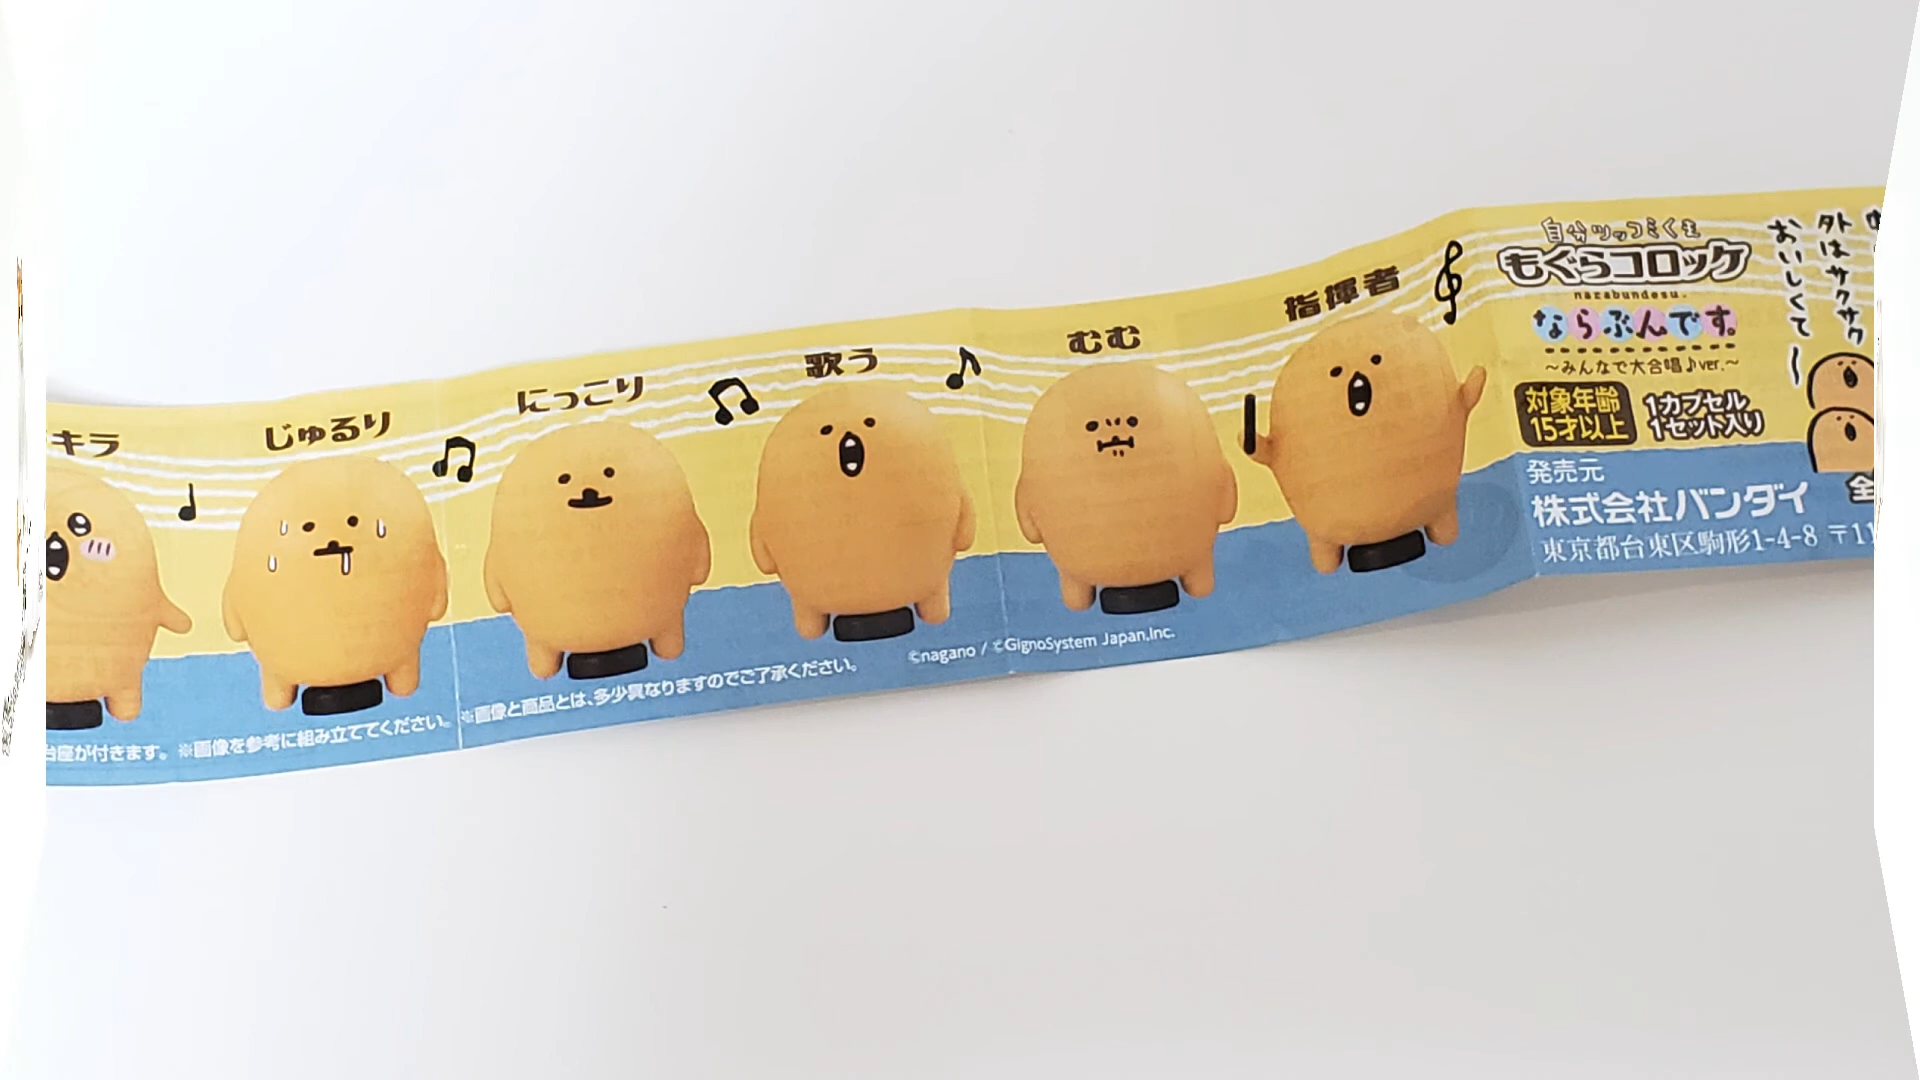 キラ
じゅるり
にっこり
歌う
むむ
指揮者
台座が付きます。※画像を参考に組み立ててください。※画像と商品とは、多少異なりますのでご了承ください。
©nagano / ©GignoSystem Japan,Inc.
自分ツッコミくま
もぐらコロッケ
narabundesu.
ならぶんです。
～みんなで大合唱♪ver.～
対象年齢
15才以上
1カプセル
1セット入り
発売元
株式会社バンダイ
東京都台東区駒形1-4-8 〒11
外はサクサク
おいしくて〜
全